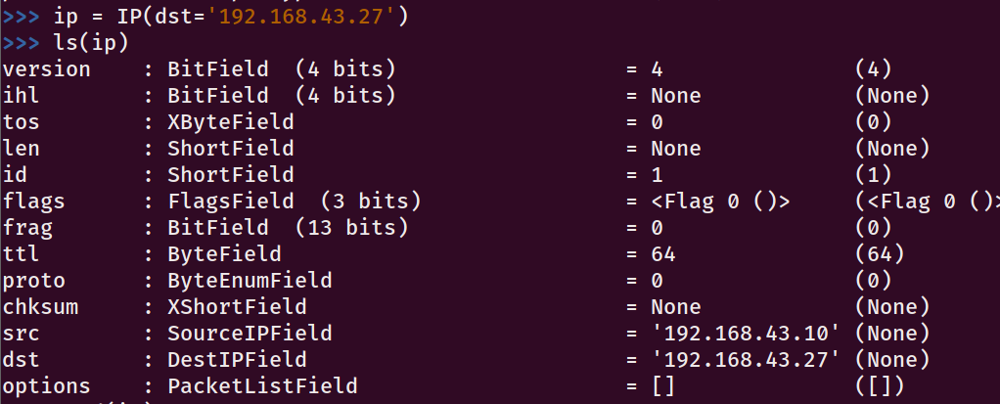 >>> ip = IP(dst='192.168.43.27')
>>> ls(ip)
version    : BitField  (4 bits)                  = 4               (4)
ihl        : BitField  (4 bits)                  = None            (None)
tos        : XByteField                          = 0               (0)
len        : ShortField                          = None            (None)
id         : ShortField                          = 1               (1)
flags      : FlagsField  (3 bits)                = <Flag 0 ()>     (<Flag 0 ()>
frag       : BitField  (13 bits)                 = 0               (0)
ttl        : ByteField                           = 64              (64)
proto      : ByteEnumField                       = 0               (0)
chksum     : XShortField                         = None            (None)
src        : SourceIPField                       = '192.168.43.10' (None)
dst        : DestIPField                         = '192.168.43.27' (None)
options    : PacketListField                     = []              ([])